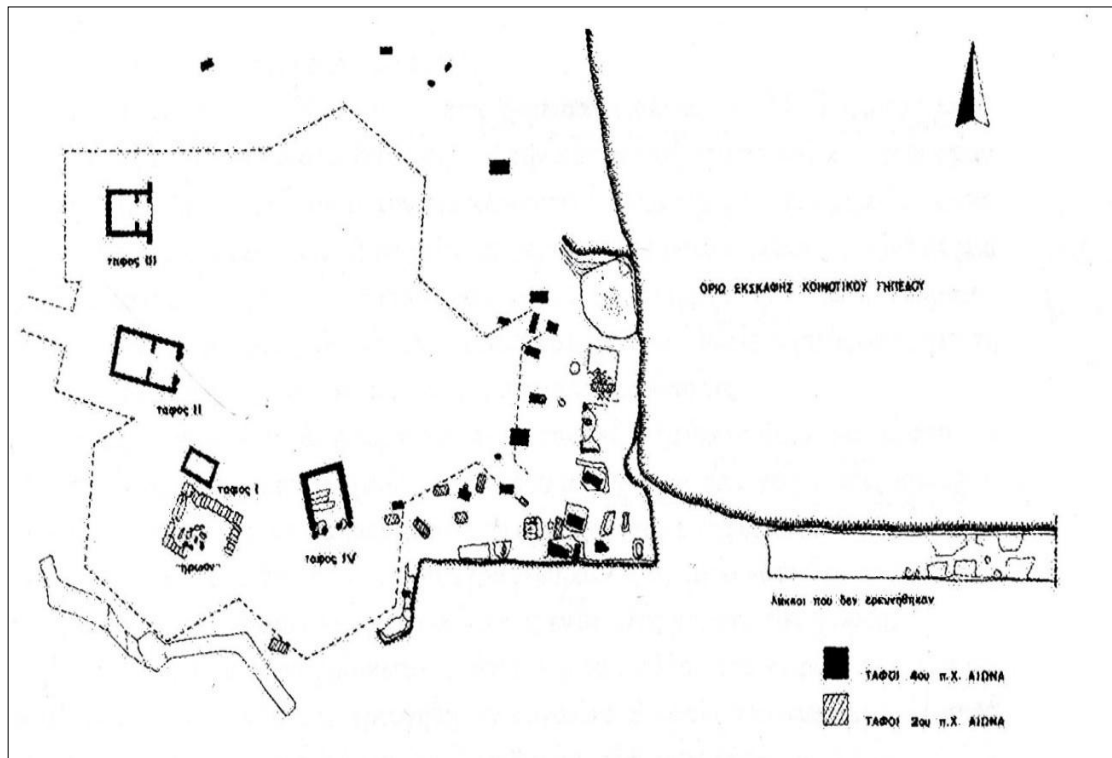 τάφος III
ΟΡΙΟ ΕΚΣΚΑΦΗΣ ΚΟΙΝΟΤΙΚΟΥ ΓΗΠΕΔΟΥ
τάφος II
τάφος I
τάφος IV
ηρώον
λάκκοι που δεν ερευνήθηκαν
ΤΑΦΟΙ 4ου π.Χ. ΑΙΩΝΑ
ΤΑΦΟΙ 2ου π.Χ. ΑΙΩΝΑ